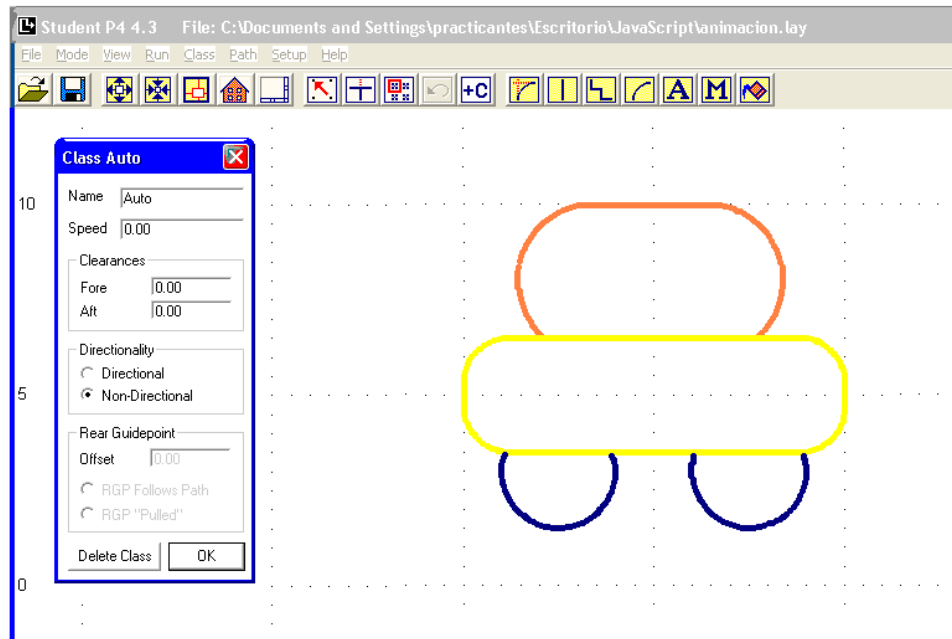 Student P4 4.3 File: C:\Documents and Settings\practicantes\Escritorio\JavaScript\animacion.lay
File Mode View Run Class Path Setup Help
+C A M
Class Auto
Name Auto
Speed 0.00
Clearances
Fore 0.00
Aft 0.00
Directionality
Directional
Non-Directional
Rear Guidepoint
Offset 0.00
RGP Follows Path
RGP "Pulled"
Delete Class OK
10
5
0